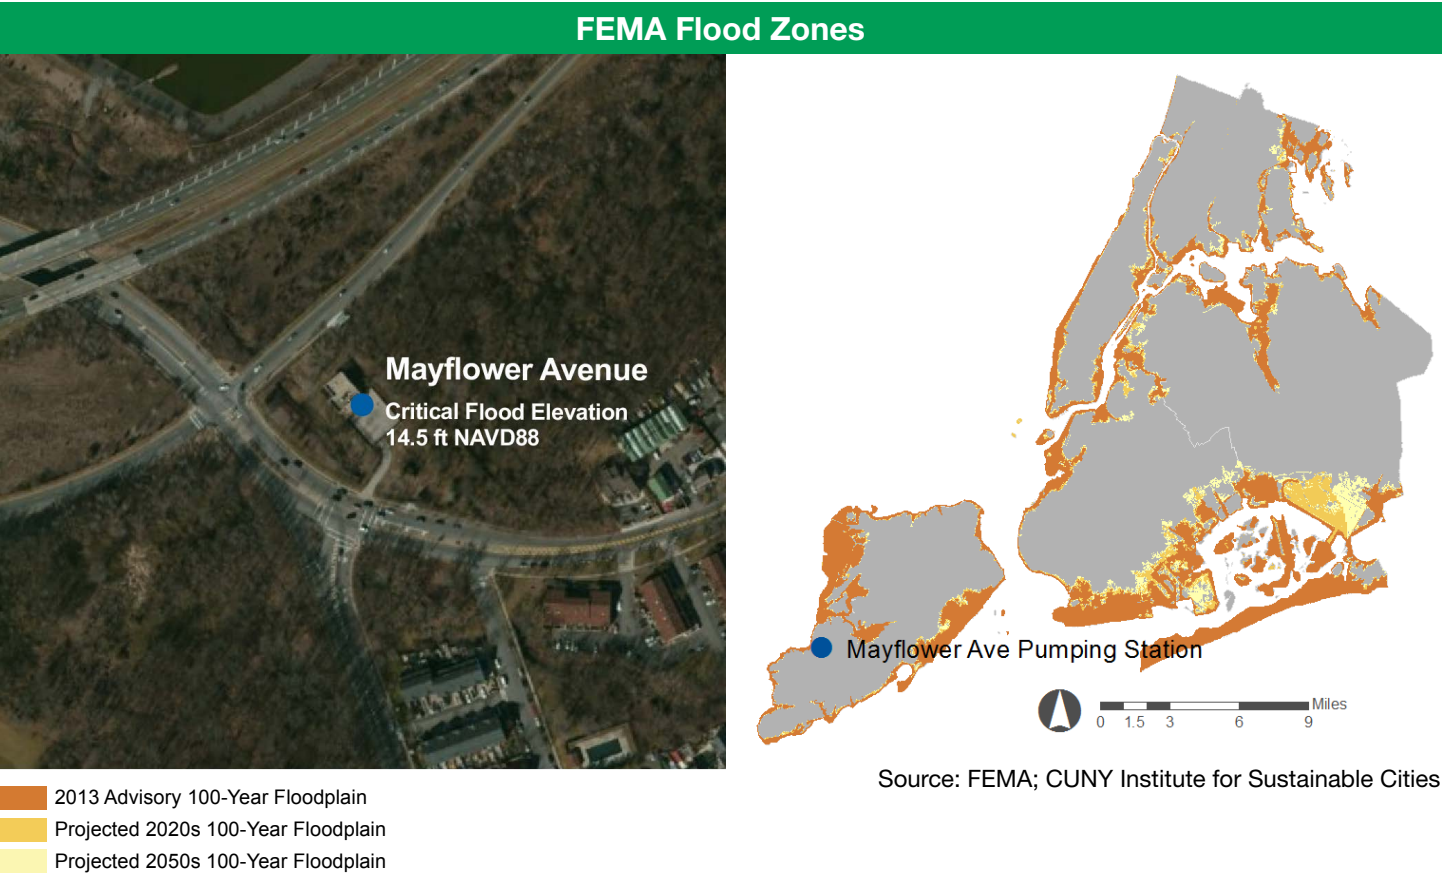 FEMA Flood Zones
Mayflower Avenue
Critical Flood Elevation
14.5 ft NAVD88
Mayflower Ave Pumping Station
Miles
0 1.5 3 6 9
Source: FEMA; CUNY Institute for Sustainable Cities
2013 Advisory 100-Year Floodplain
Projected 2020s 100-Year Floodplain
Projected 2050s 100-Year Floodplain